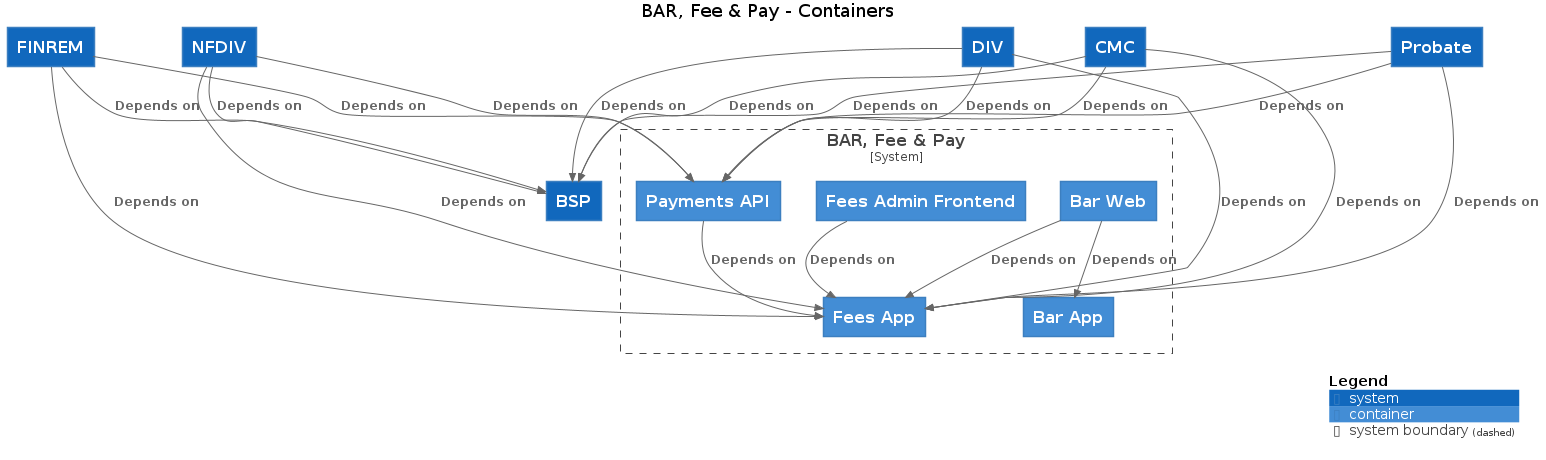 BAR, Fee & Pay - Containers
FINREM
NFDIV
DIV
CMC
Probate
Depends on
Depends on
Depends on
Depends on
Depends on
Depends on
Depends on
Depends on
Depends on
Depends on
BAR, Fee & Pay
[System]
Depends on
Depends on
BSP
Payments API
Fees Admin Frontend
Bar Web
Depends on
Depends on
Depends on
Depends on
Depends on
Depends on
Depends on
Fees App
Bar App
Legend
system
container
system boundary (dashed)